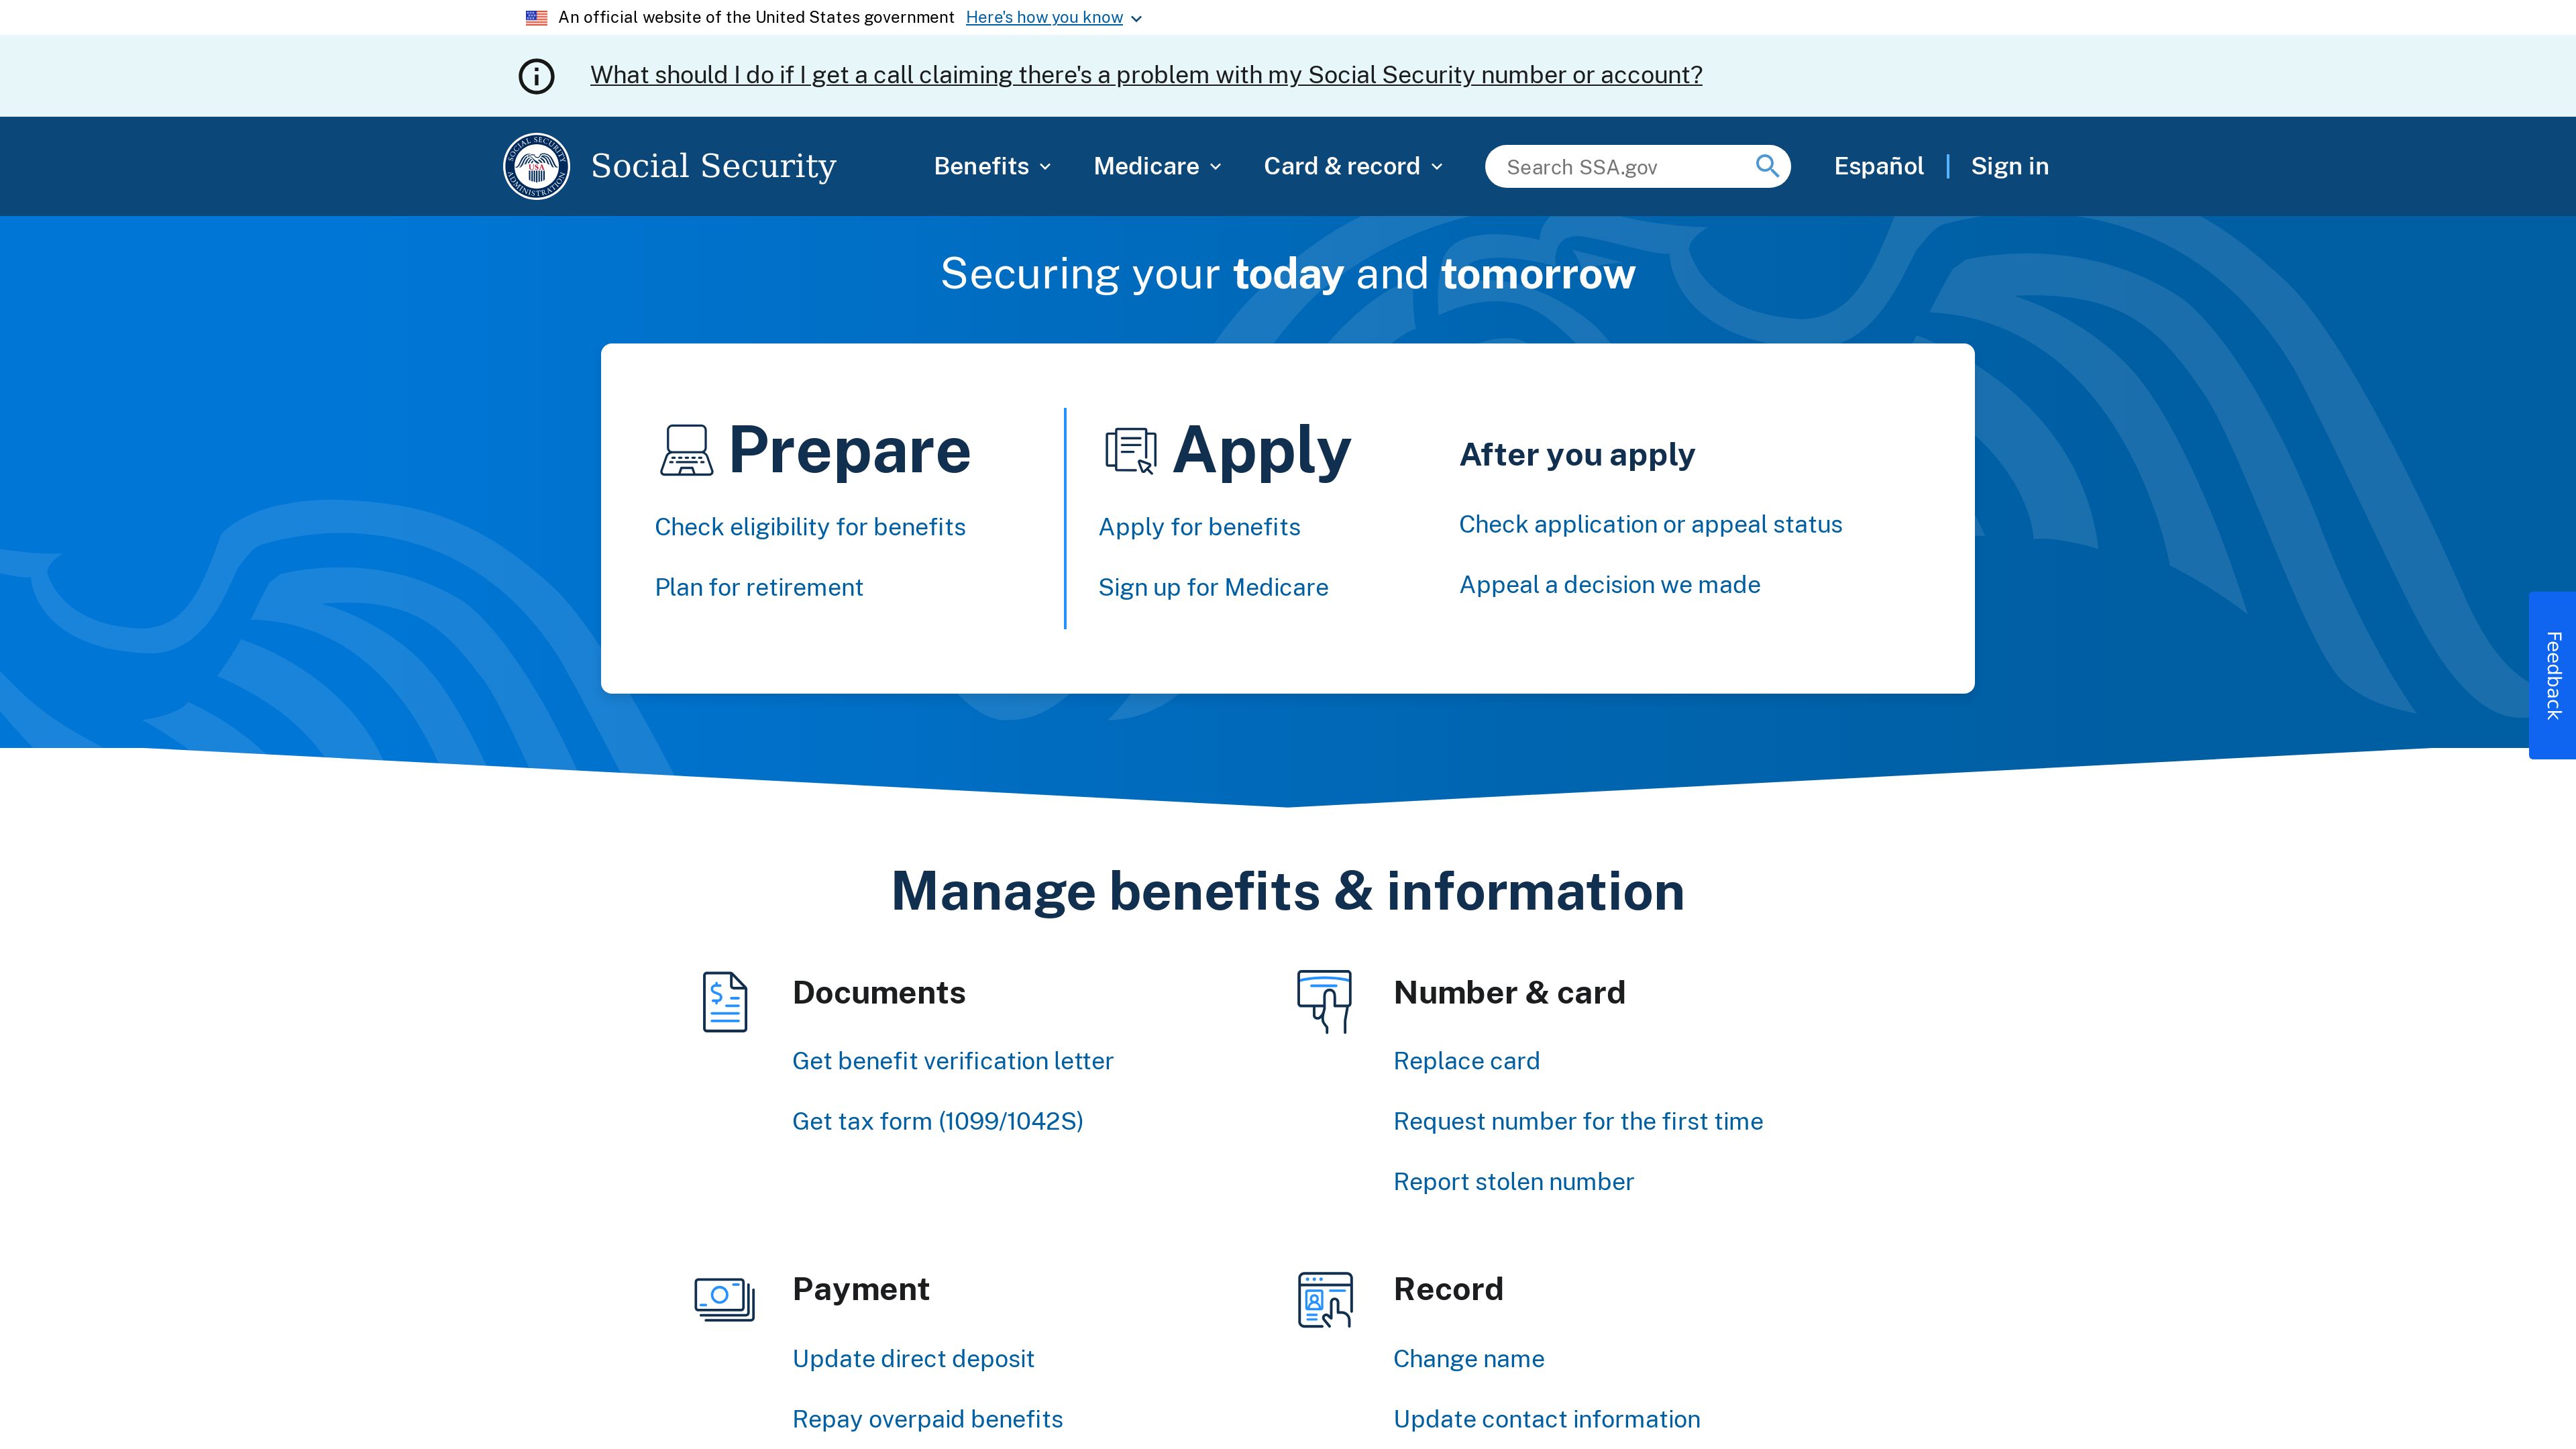 An official website of the United States government Here's how you know
What should I do if I get a call claiming there's a problem with my Social Security number or account?
SOCIAL SECURITY ADMINISTRATION
USA
Social Security
Benefits
Medicare
Card & record
Search SSA.gov
Español
Sign in
Securing your today and tomorrow
Prepare
Check eligibility for benefits
Plan for retirement
Apply
Apply for benefits
Sign up for Medicare
After you apply
Check application or appeal status
Appeal a decision we made
Feedback
Manage benefits & information
Documents
Get benefit verification letter
Get tax form (1099/1042S)
Number & card
Replace card
Request number for the first time
Report stolen number
Payment
Update direct deposit
Repay overpaid benefits
Record
Change name
Update contact information